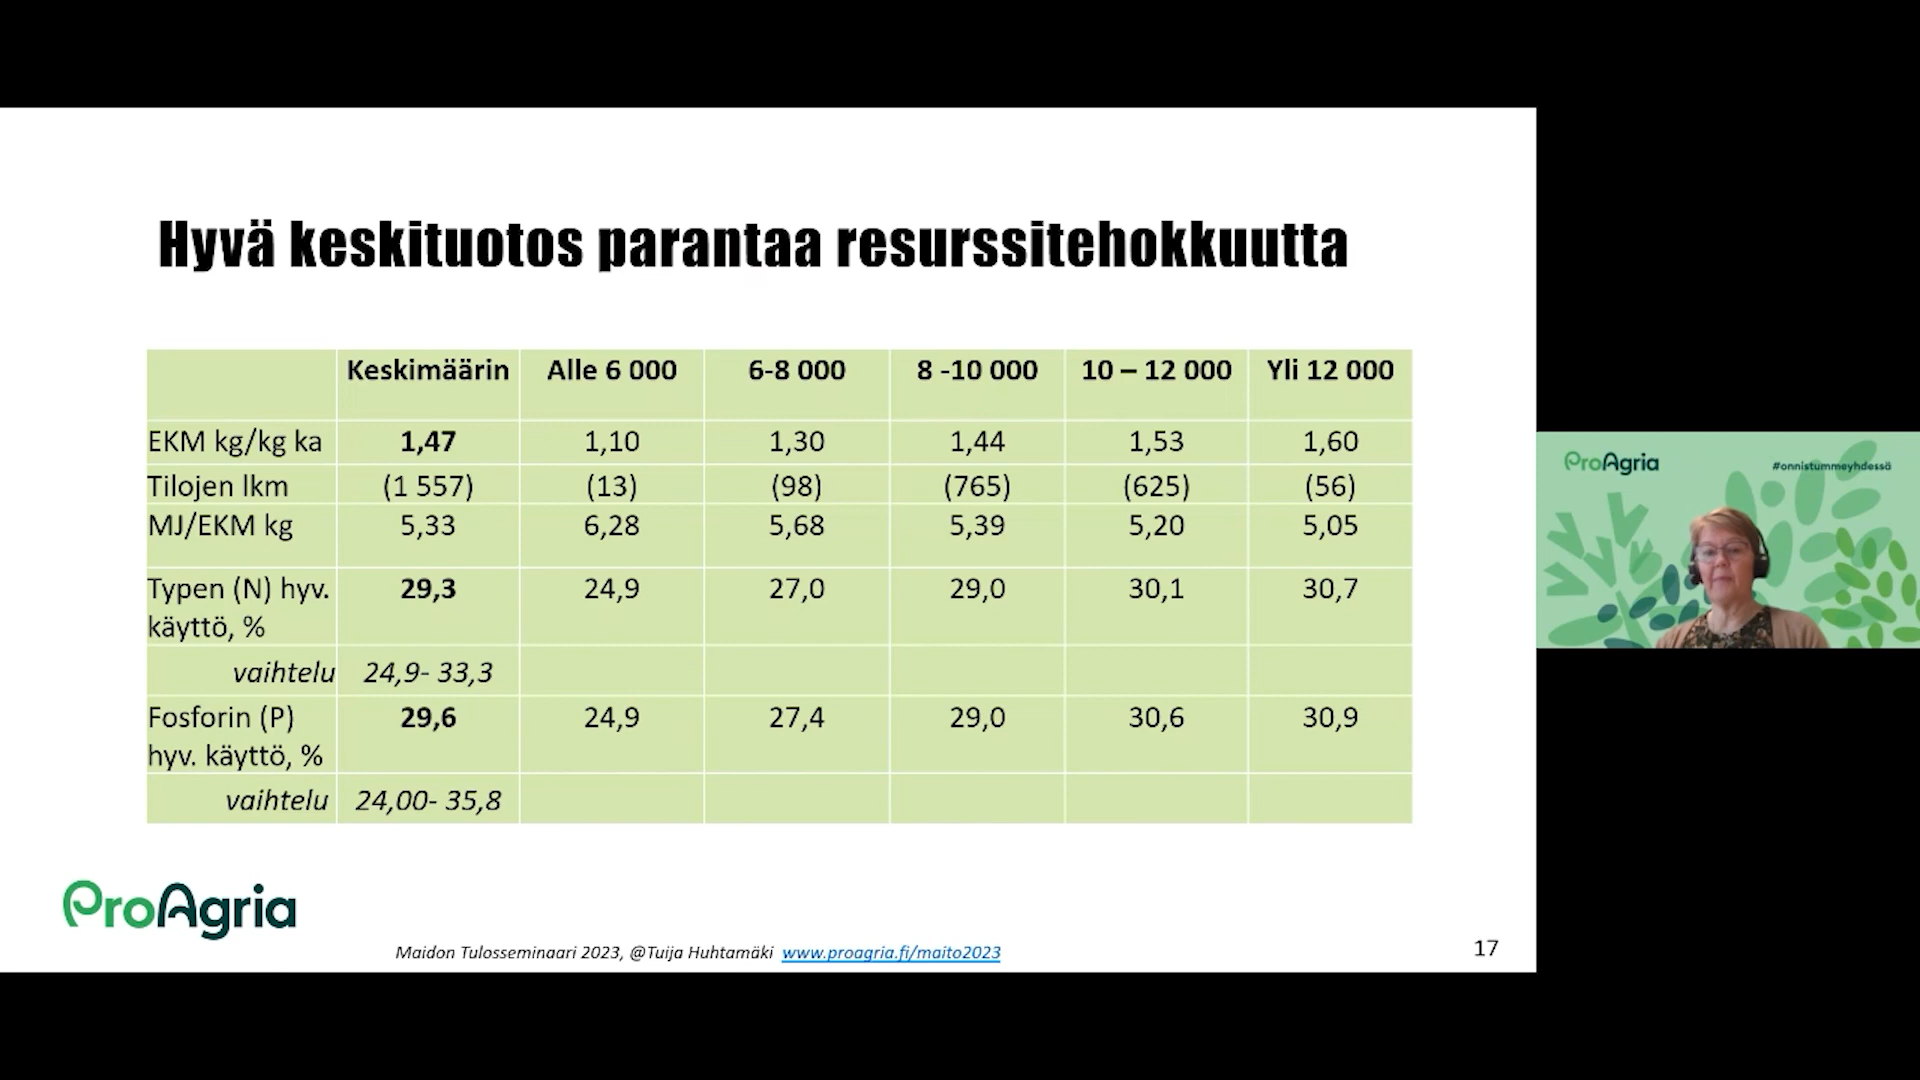 Hyvä keskituotos parantaa resurssitehokkuutta
Keskimäärin Alle 6 000 6-8 000 8 -10 000 10 – 12 000 Yli 12 000
EKM kg/kg ka 1,47 1,10 1,30 1,44 1,53 1,60
Tilojen lkm (1 557) (13) (98) (765) (625) (56)
MJ/EKM kg 5,33 6,28 5,68 5,39 5,20 5,05
Typen (N) hyv. 29,3 24,9 27,0 29,0 30,1 30,7
käyttö, %
vaihtelu 24,9- 33,3
Fosforin (P) 29,6 24,9 27,4 29,0 30,6 30,9
hyv. käyttö, %
vaihtelu 24,00- 35,8
ProAgria
Maidon Tulosseminaari 2023, @Tuija Huhtamäki www.proagria.fi/maito2023
17
ProAgria
#onnistummeyhdessä